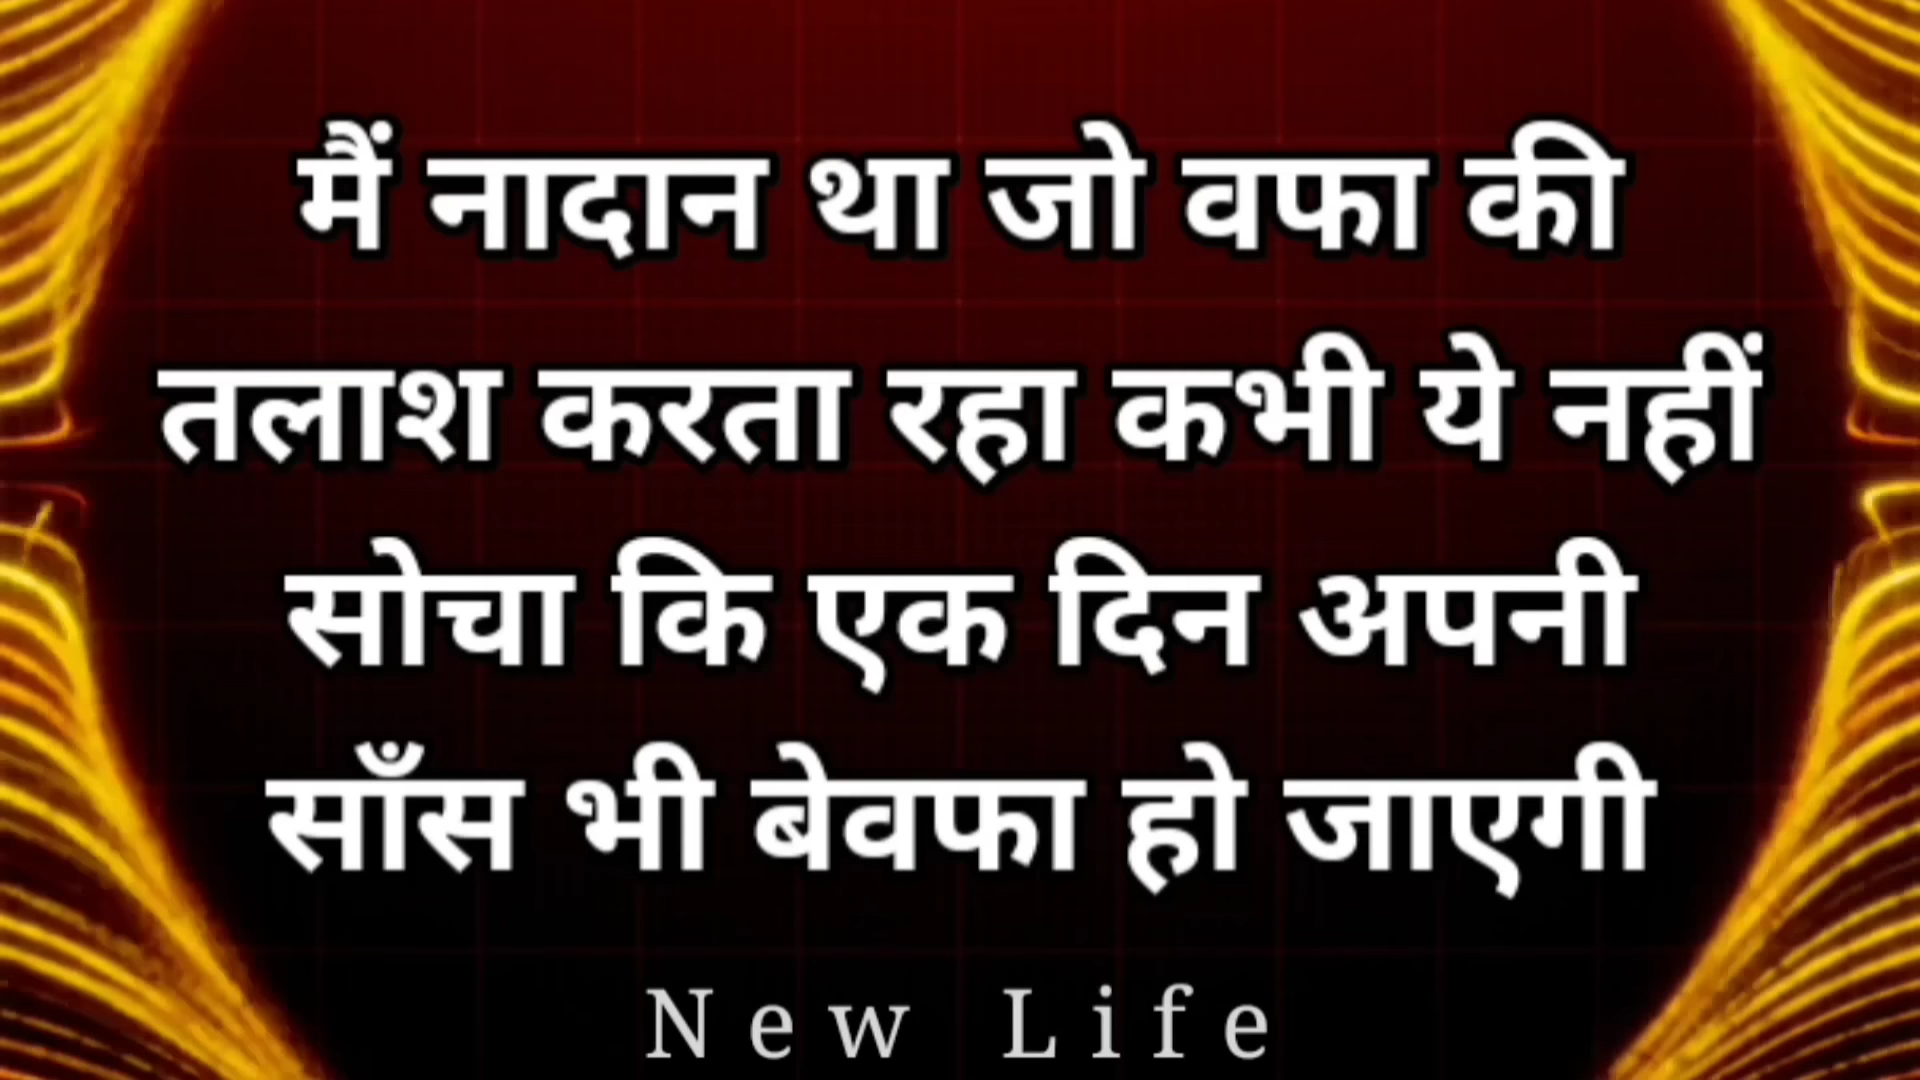 मैं नादान था जो वफा की
तलाश करता रहा कभी ये नहीं
सोचा कि एक दिन अपनी
साँस भी बेवफा हो जाएगी
New Life